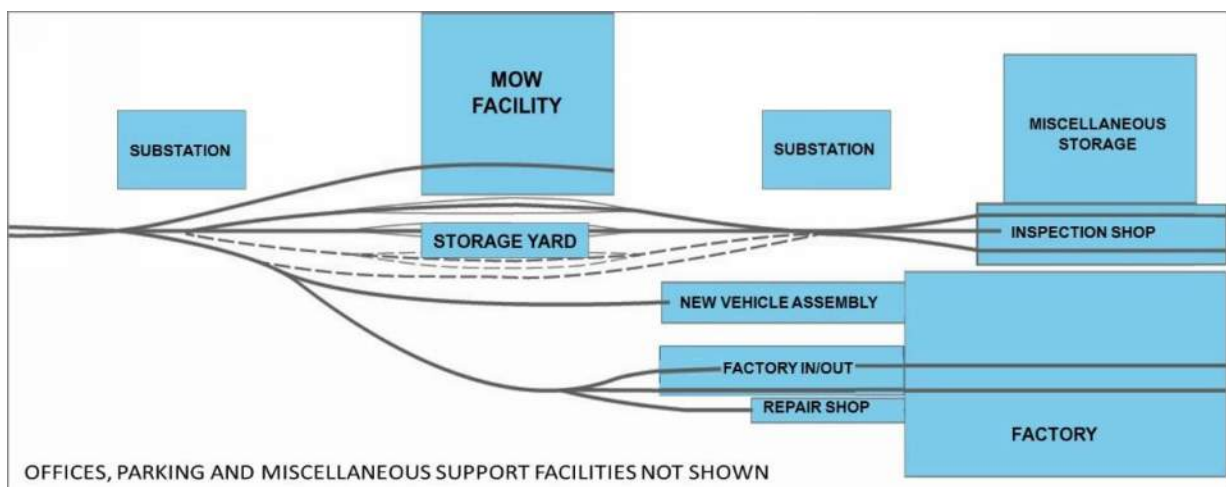 MOW
FACILITY
SUBSTATION
SUBSTATION
MISCELLANEOUS
STORAGE
STORAGE YARD
INSPECTION SHOP
NEW VEHICLE ASSEMBLY
FACTORY IN/OUT
REPAIR SHOP
FACTORY
OFFICES, PARKING AND MISCELLANEOUS SUPPORT FACILITIES NOT SHOWN